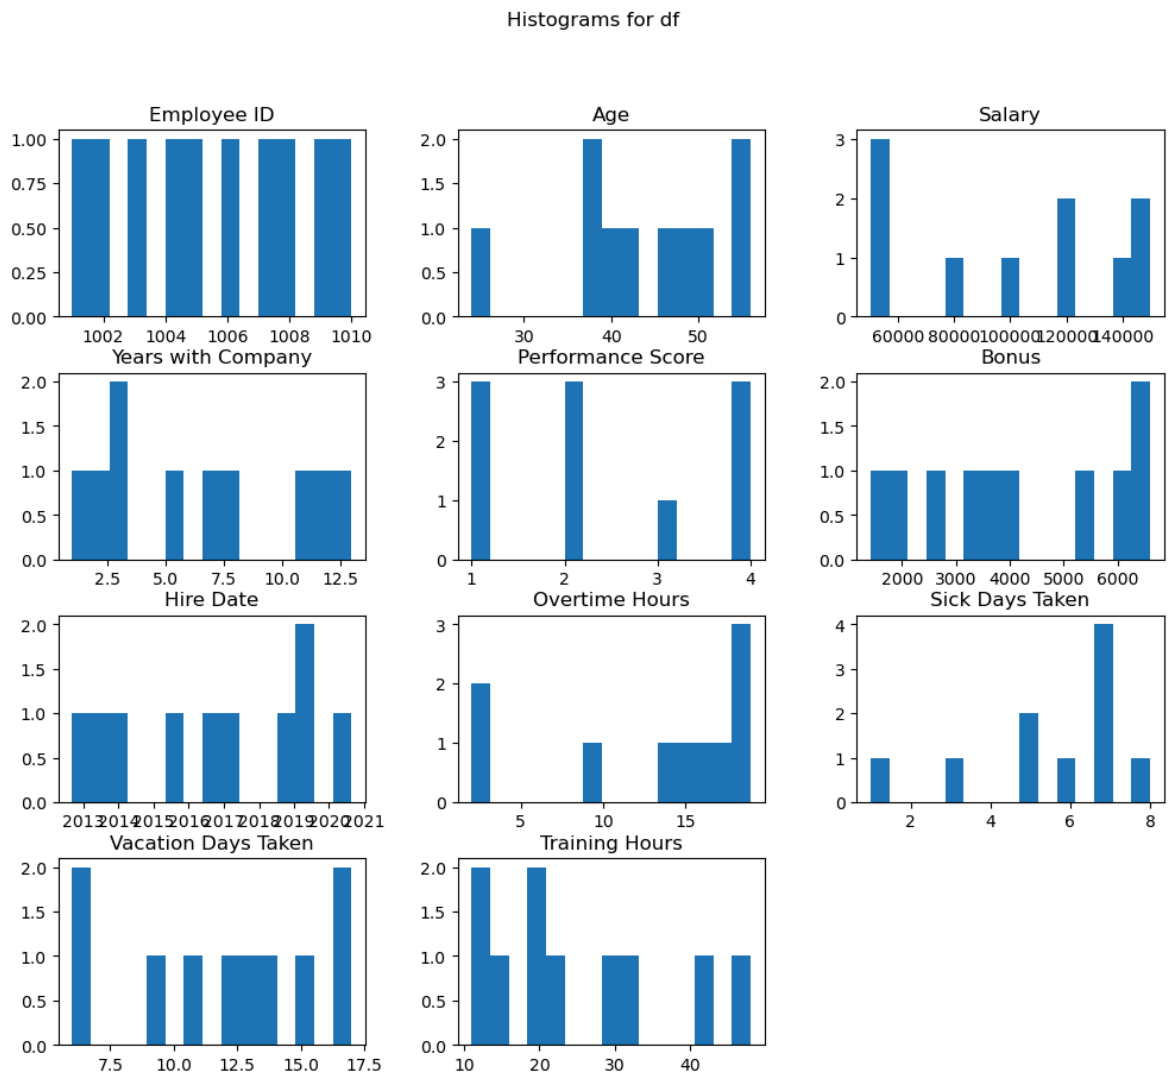 Histograms for df
Employee ID
1.00
0.75
0.50
0.25
0.00
1002 1004 1006 1008 1010
Age
2.0
1.5
1.0
0.5
0.0
30 40 50
Salary
3
2
1
0
60000 80000 100000 120000 140000
Years with Company
2.0
1.5
1.0
0.5
0.0
2.5 5.0 7.5 10.0 12.5
Performance Score
3
2
1
0
1 2 3 4
Bonus
2.0
1.5
1.0
0.5
0.0
2000 3000 4000 5000 6000
Hire Date
2.0
1.5
1.0
0.5
0.0
2013 2014 2015 2016 2017 2018 2019 2020 2021
Overtime Hours
3
2
1
0
5 10 15
Sick Days Taken
4
3
2
1
0
2 4 6 8
Vacation Days Taken
2.0
1.5
1.0
0.5
0.0
7.5 10.0 12.5 15.0 17.5
Training Hours
2.0
1.5
1.0
0.5
0.0
10 20 30 40